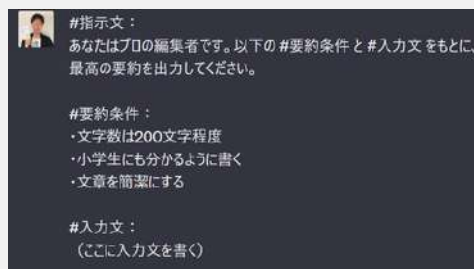 #指示文：
あなたはプロの編集者です。以下の #要約条件 と #入力文 をもとに、
最高の要約を出力してください。
#要約条件：
・文字数は200文字程度
・小学生にも分かるように書く
・文章を簡潔にする
#入力文：
（ここに入力文を書く）